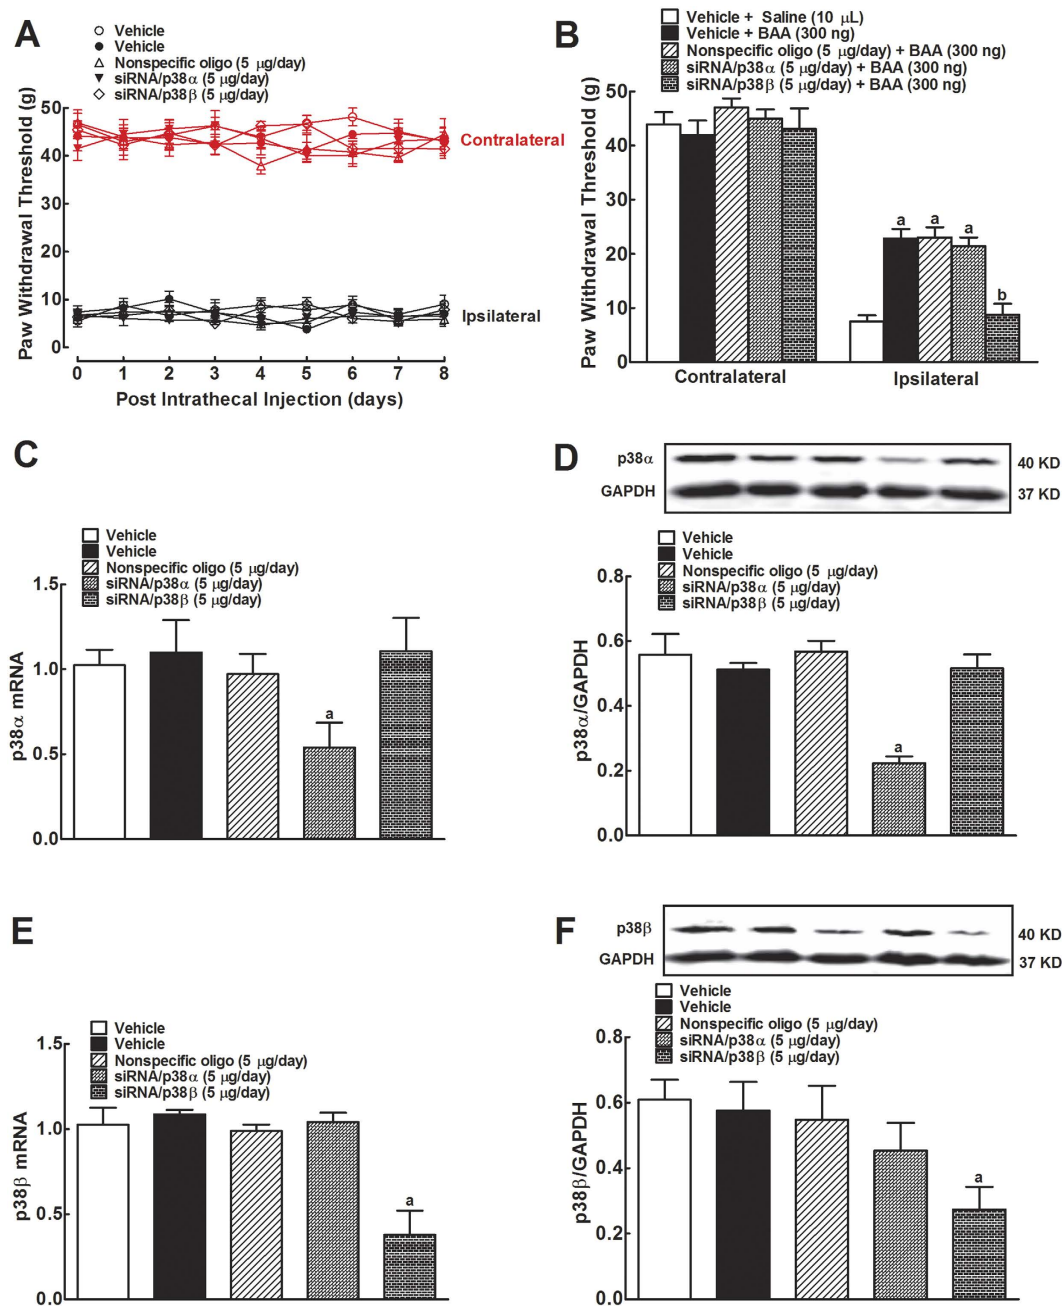 A
Vehicle
Vehicle
Nonspecific oligo (5 μg/day)
siRNA/p38α (5 μg/day)
siRNA/p38β (5 μg/day)
Paw Withdrawal Threshold (g)
50
40
30
20
10
0
Contralateral
Ipsilateral
0 1 2 3 4 5 6 7 8
Post Intrathecal Injection (days)
B
Vehicle + Saline (10 μL)
Vehicle + BAA (300 ng)
Nonspecific oligo (5 μg/day) + BAA (300 ng)
siRNA/p38α (5 μg/day) + BAA (300 ng)
siRNA/p38β (5 μg/day) + BAA (300 ng)
Paw Withdrawal Threshold (g)
50
40
30
20
10
0
a a a b
Contralateral Ipsilateral
C
Vehicle
Vehicle
Nonspecific oligo (5 μg/day)
siRNA/p38α (5 μg/day)
siRNA/p38β (5 μg/day)
p38α mRNA
1.5
1.0
0.5
0.0
a
D
p38α 40 KD
GAPDH 37 KD
Vehicle
Vehicle
Nonspecific oligo (5 μg/day)
siRNA/p38α (5 μg/day)
siRNA/p38β (5 μg/day)
p38α/GAPDH
0.8
0.6
0.4
0.2
0.0
a
E
Vehicle
Vehicle
Nonspecific oligo (5 μg/day)
siRNA/p38α (5 μg/day)
siRNA/p38β (5 μg/day)
p38β mRNA
1.5
1.0
0.5
0.0
a
F
p38β 40 KD
GAPDH 37 KD
Vehicle
Vehicle
Nonspecific oligo (5 μg/day)
siRNA/p38α (5 μg/day)
siRNA/p38β (5 μg/day)
p38β/GAPDH
0.8
0.6
0.4
0.2
0.0
a